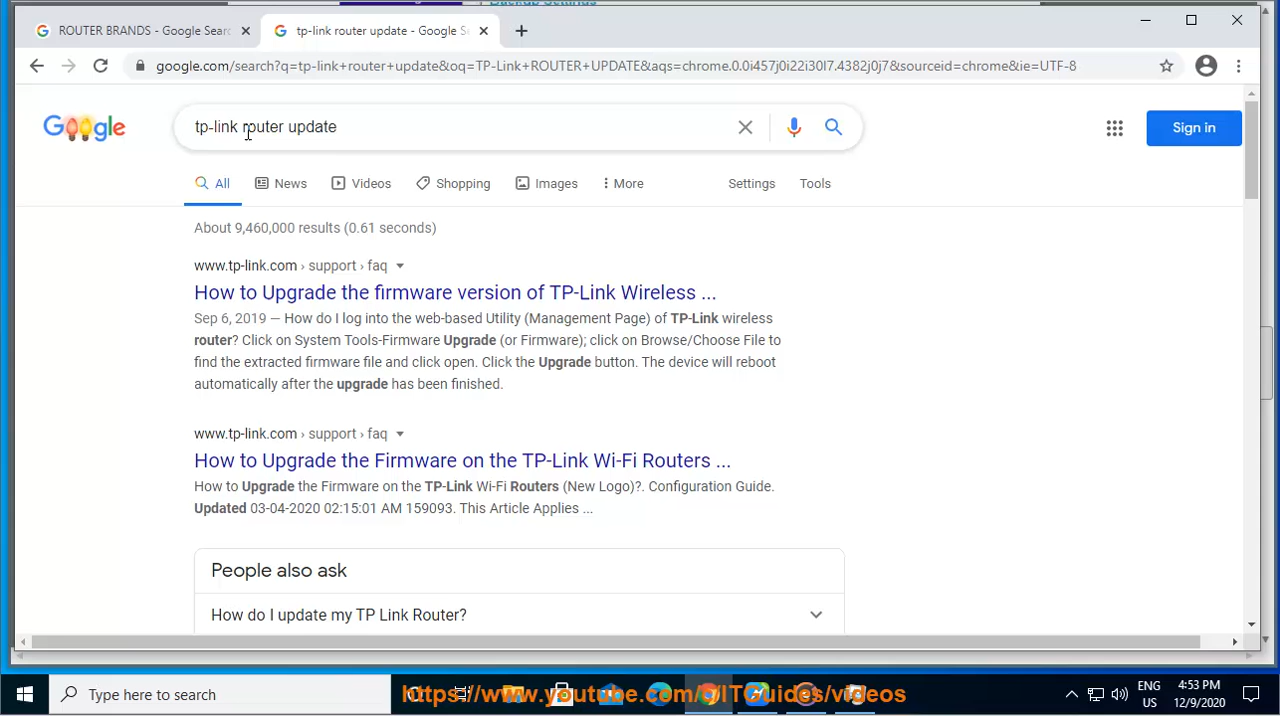 Backup Settings
ROUTER BRANDS - Google Sear
tp-link router update - Google S
google.com/search?q=tp-link+router+update&oq=TP-Link+ROUTER+UPDATE&aqs=chrome.0.0i457j0i22i30l7.4382j0j7&sourceid=chrome&ie=UTF-8
Google
tp-link router update
Sign in
All
News
Videos
Shopping
Images
More
Settings
Tools
About 9,460,000 results (0.61 seconds)
www.tp-link.com › support › faq
How to Upgrade the firmware version of TP-Link Wireless ...
Sep 6, 2019 — How do I log into the web-based Utility (Management Page) of TP-Link wireless
router? Click on System Tools-Firmware Upgrade (or Firmware); click on Browse/Choose File to
find the extracted firmware file and click open. Click the Upgrade button. The device will reboot
automatically after the upgrade has been finished.
www.tp-link.com › support › faq
How to Upgrade the Firmware on the TP-Link Wi-Fi Routers ...
How to Upgrade the Firmware on the TP-Link Wi-Fi Routers (New Logo)?. Configuration Guide.
Updated 03-04-2020 02:15:01 AM 159093. This Article Applies ...
People also ask
How do I update my TP Link Router?
Type here to search
ENG
US
4:53 PM
12/9/2020